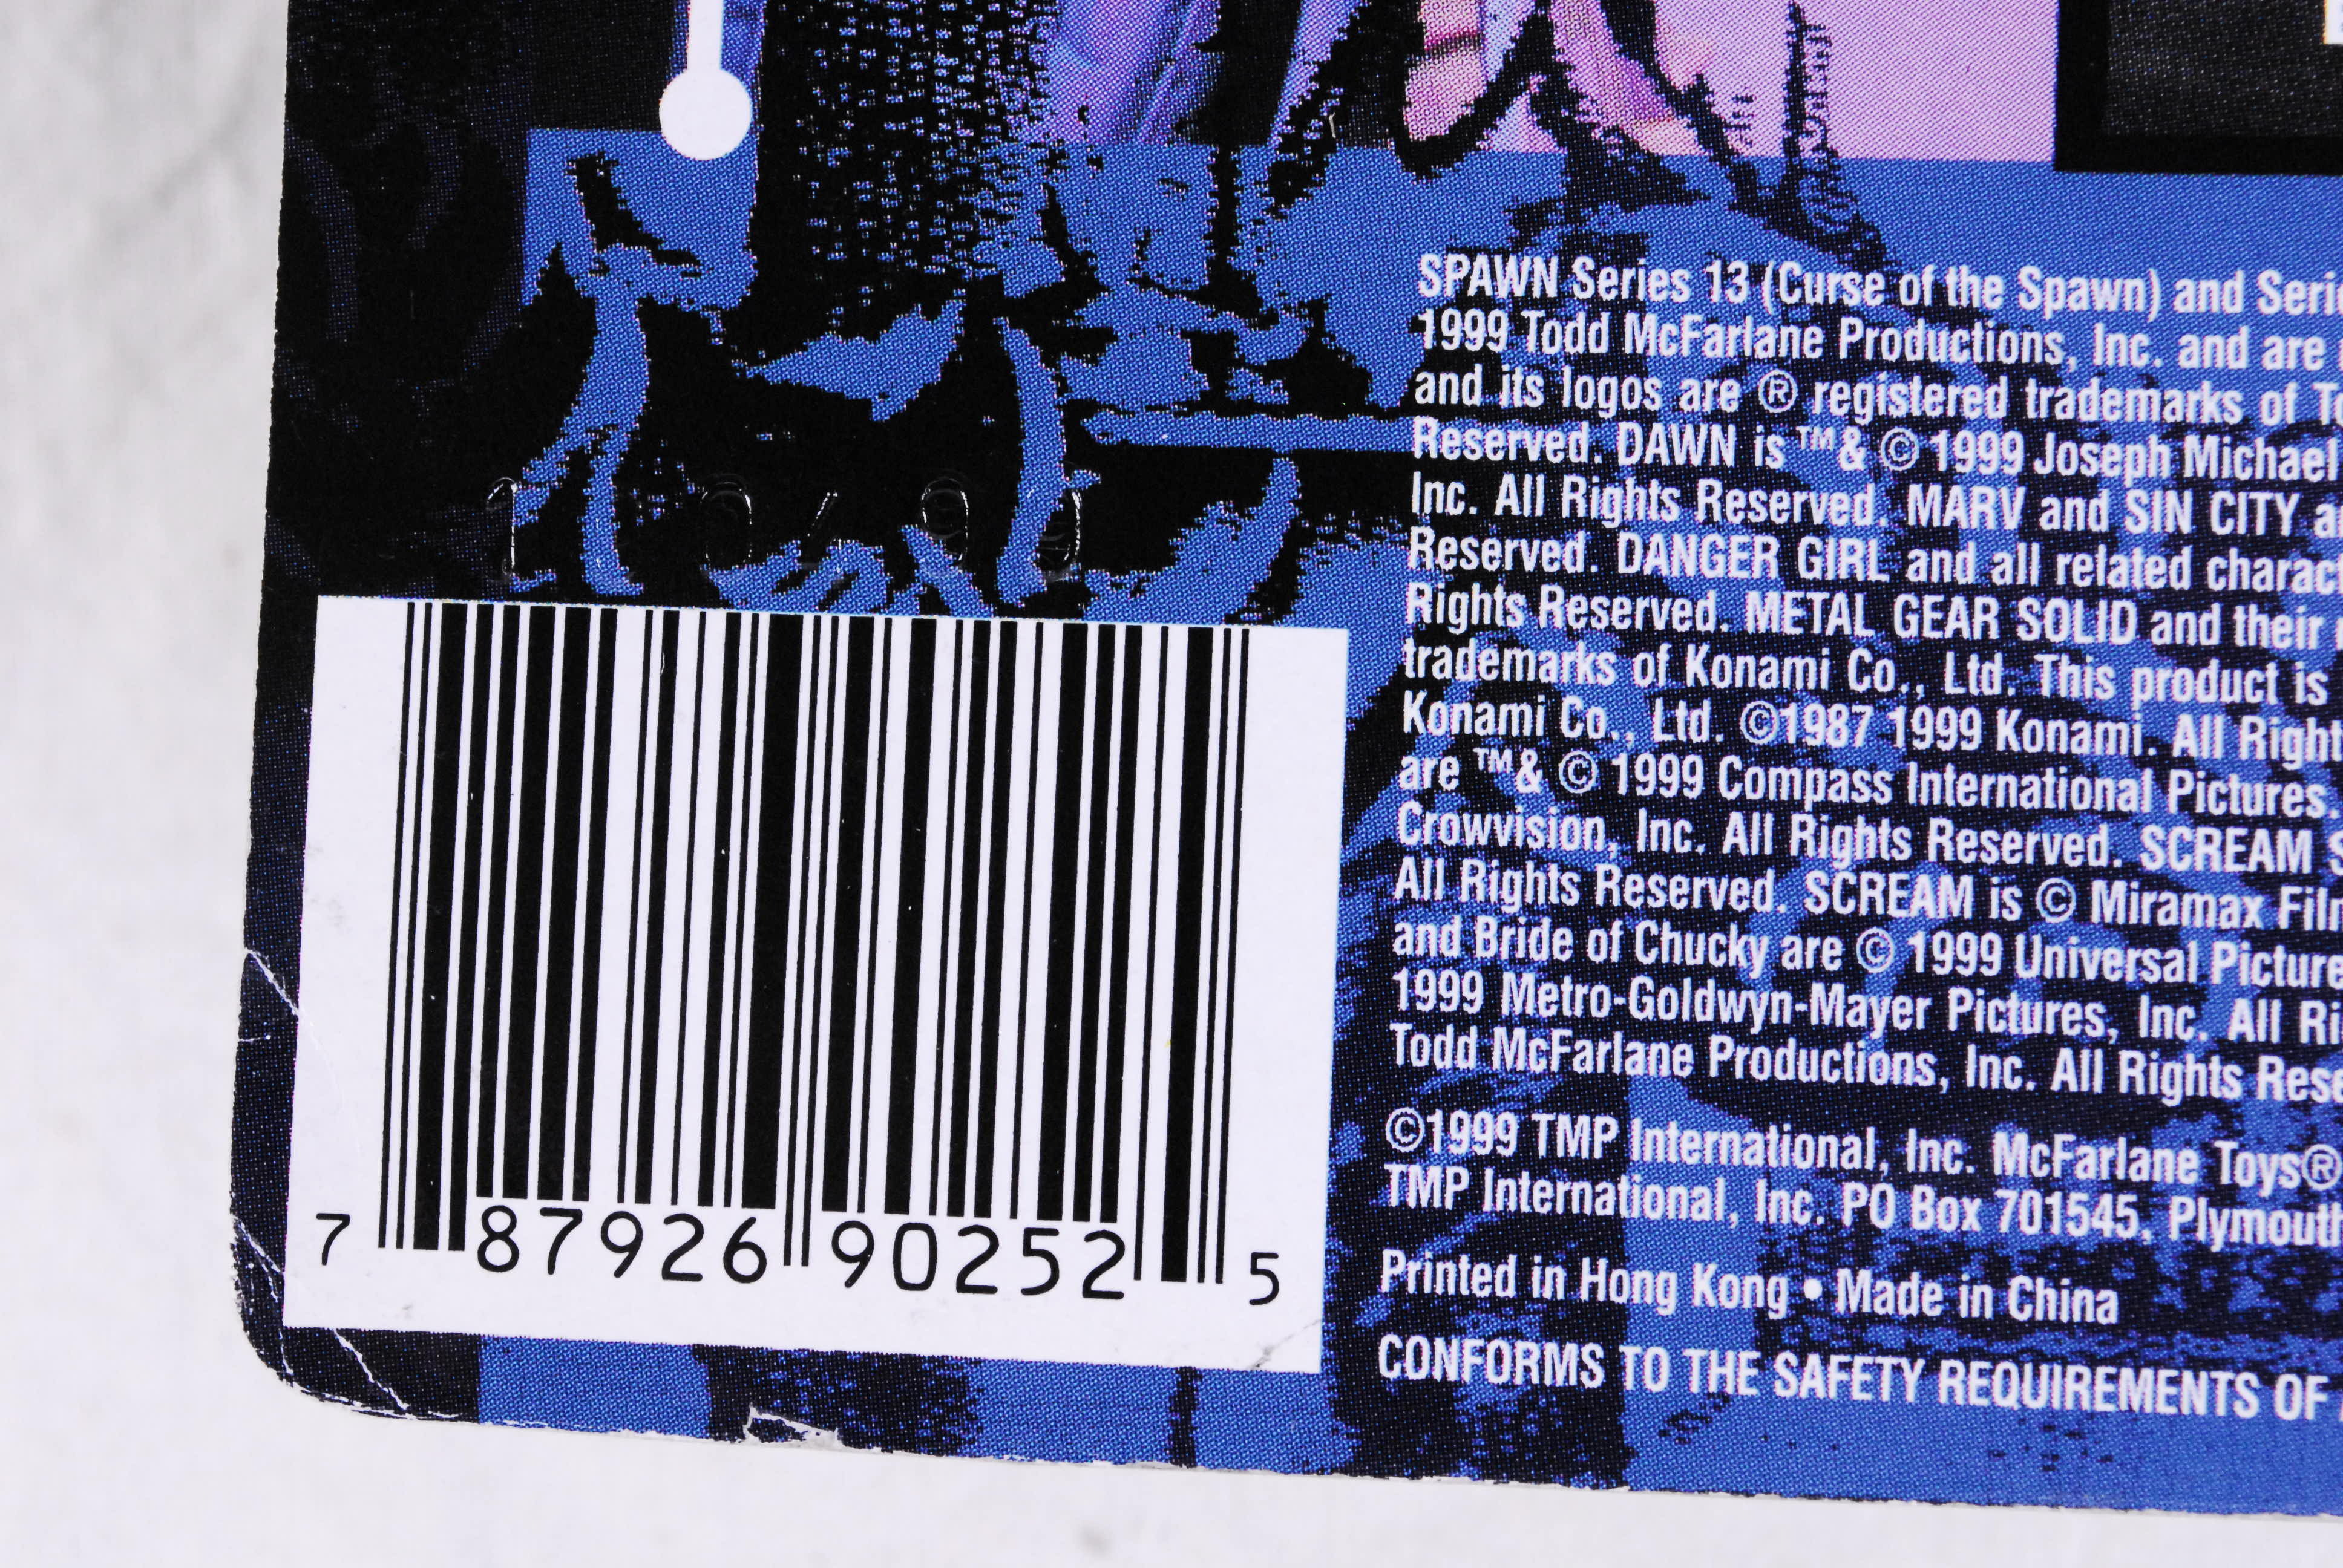 SPAWN Series 13 (Curse of the Spawn) and Seri
1999 Todd McFarlane Productions, Inc. and are
and its logos are ® registered trademarks of To
Reserved. DAWN is ™& © 1999 Joseph Michael
Inc. All Rights Reserved. MARV and SIN CITY a
Reserved. DANGER GIRL and all related charac
Rights Reserved. METAL GEAR SOLID and their
trademarks of Konami Co., Ltd. This product is
Konami Co., Ltd. ©1987 1999 Konami. All Right
are ™& © 1999 Compass International Pictures.
Crowvision, Inc. All Rights Reserved. SCREAM S
All Rights Reserved. SCREAM is © Miramax Fil
and Bride of Chucky are © 1999 Universal Picture
1999 Metro-Goldwyn-Mayer Pictures, Inc. All Ri
Todd McFarlane Productions, Inc. All Rights Rese
©1999 TMP International, Inc. McFarlane Toys®
TMP International, Inc. PO Box 701545, Plymouth
Printed in Hong Kong • Made in China
CONFORMS TO THE SAFETY REQUIREMENTS OF
7 87926 90252 5